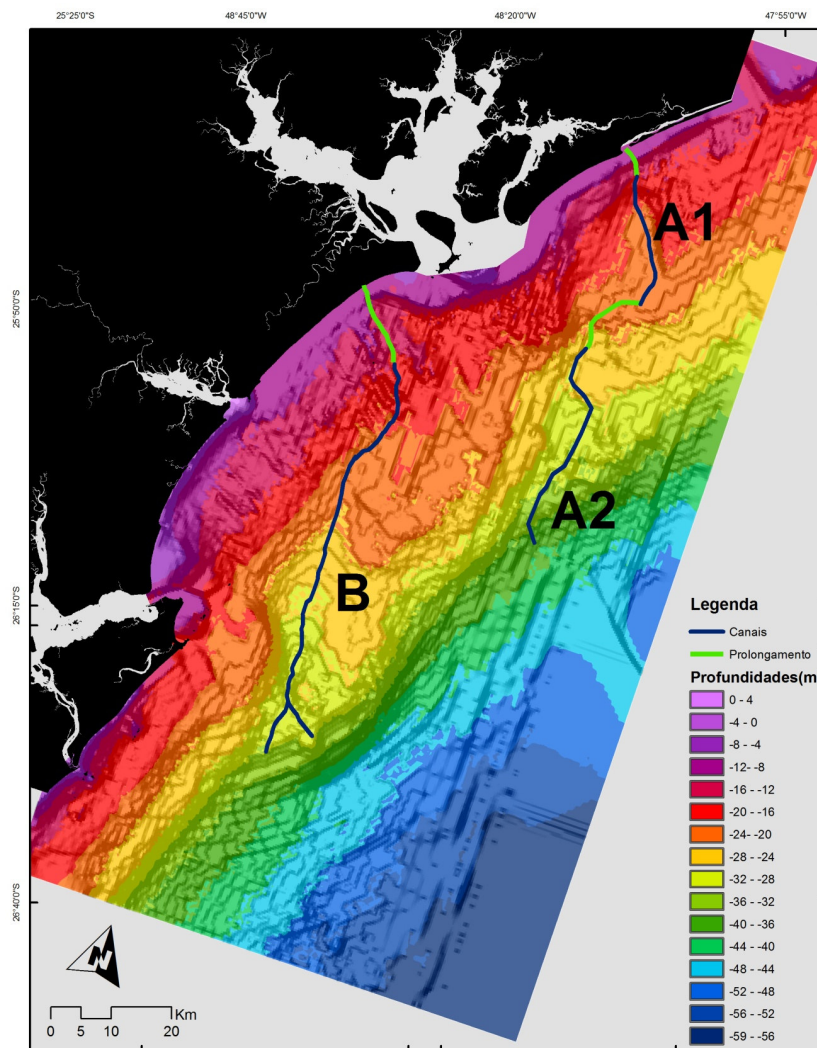 25°25'0"S 48°45'0"W 48°20'0"W 47°55'0"W
A1
25°50'0"S
A2
B
26°15'0"S
Legenda
Canais
Prolongamento
Profundidades(m
0 - 4
-4 - 0
-8 - -4
-12 - -8
-16 - -12
-20 - -16
-24- -20
-28 - -24
-32 - -28
-36 - -32
-40 - -36
-44 - -40
-48 - -44
-52 - -48
-56 - -52
-59 - -56
26°40'0"S
N
Km
0 5 10 20